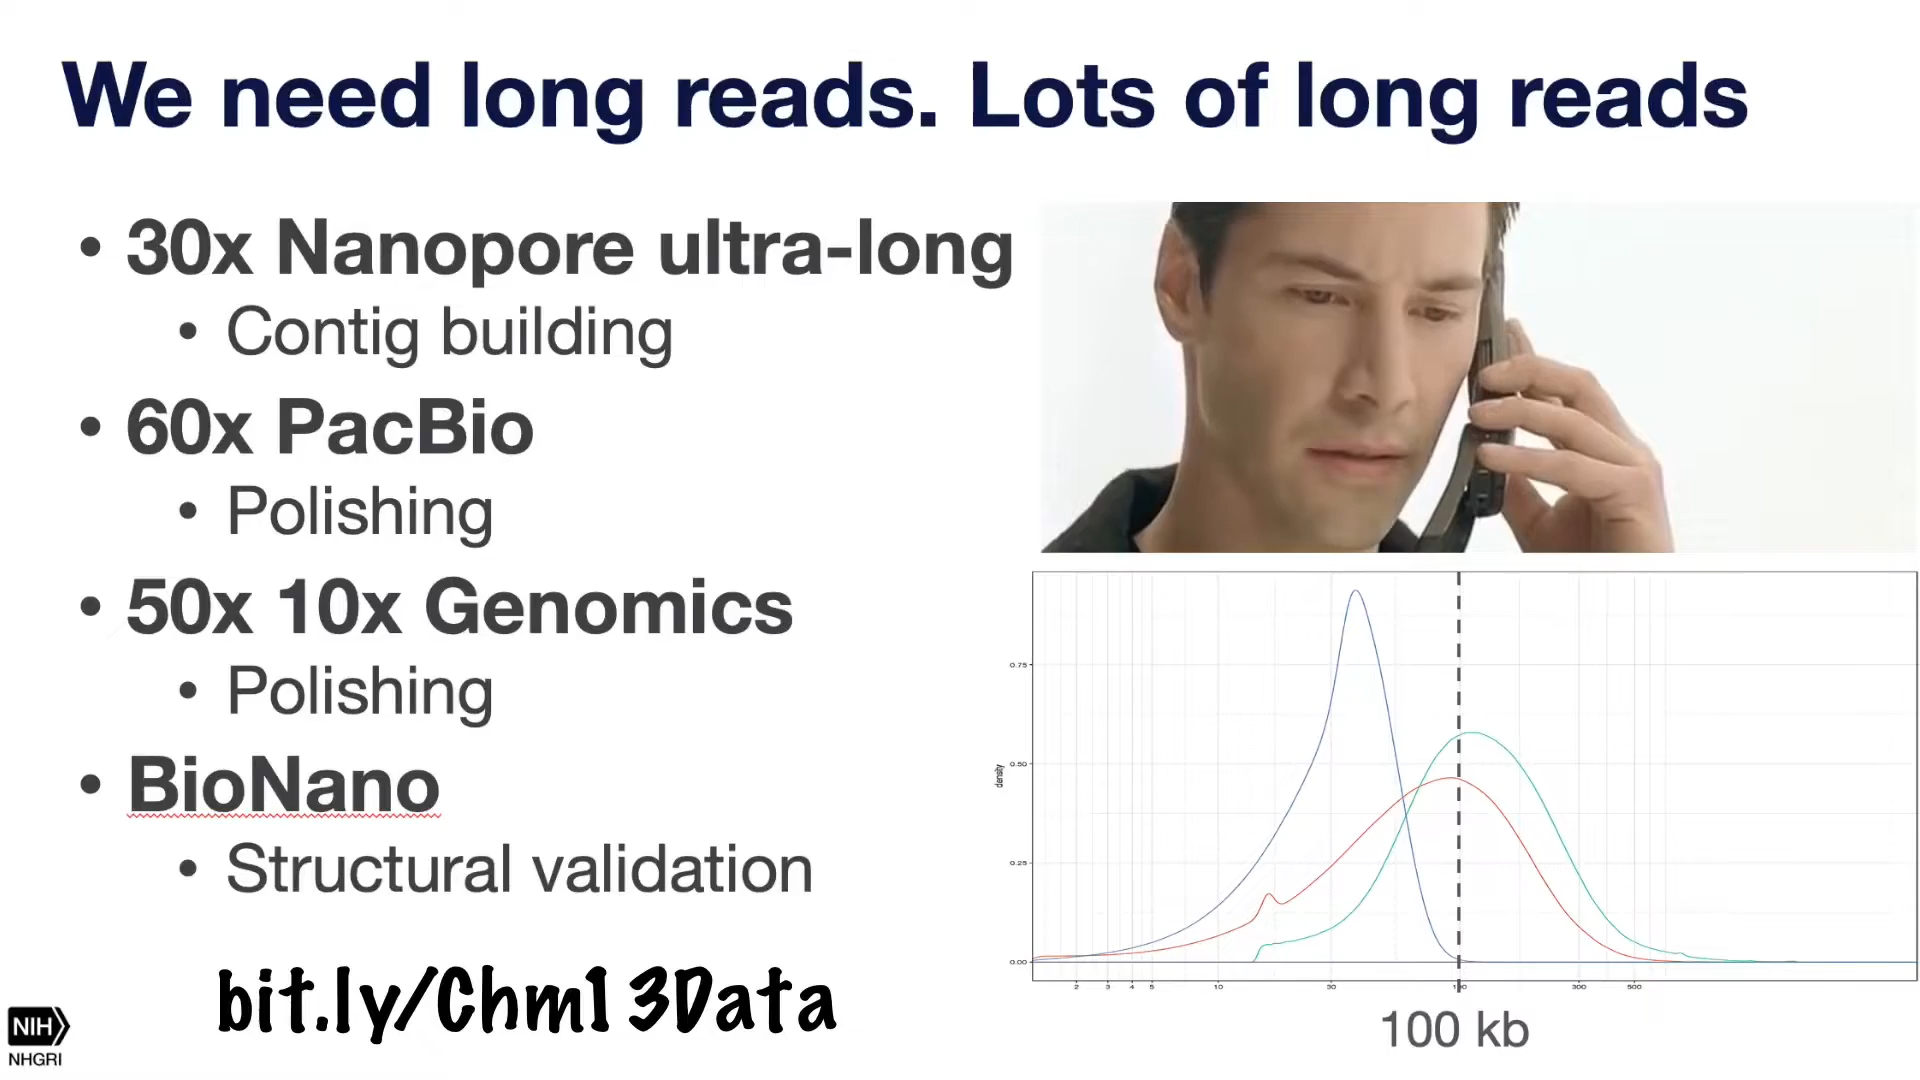 We need long reads. Lots of long reads
• 30x Nanopore ultra-long
• Contig building
• 60x PacBio
• Polishing
• 50x 10x Genomics
• Polishing
• BioNano
• Structural validation
bit.ly/Chm13Data
NIH
NHGRI
density
0.75
0.50
0.25
0.00
2 3 4 5 10 30 100 300 500
100 kb